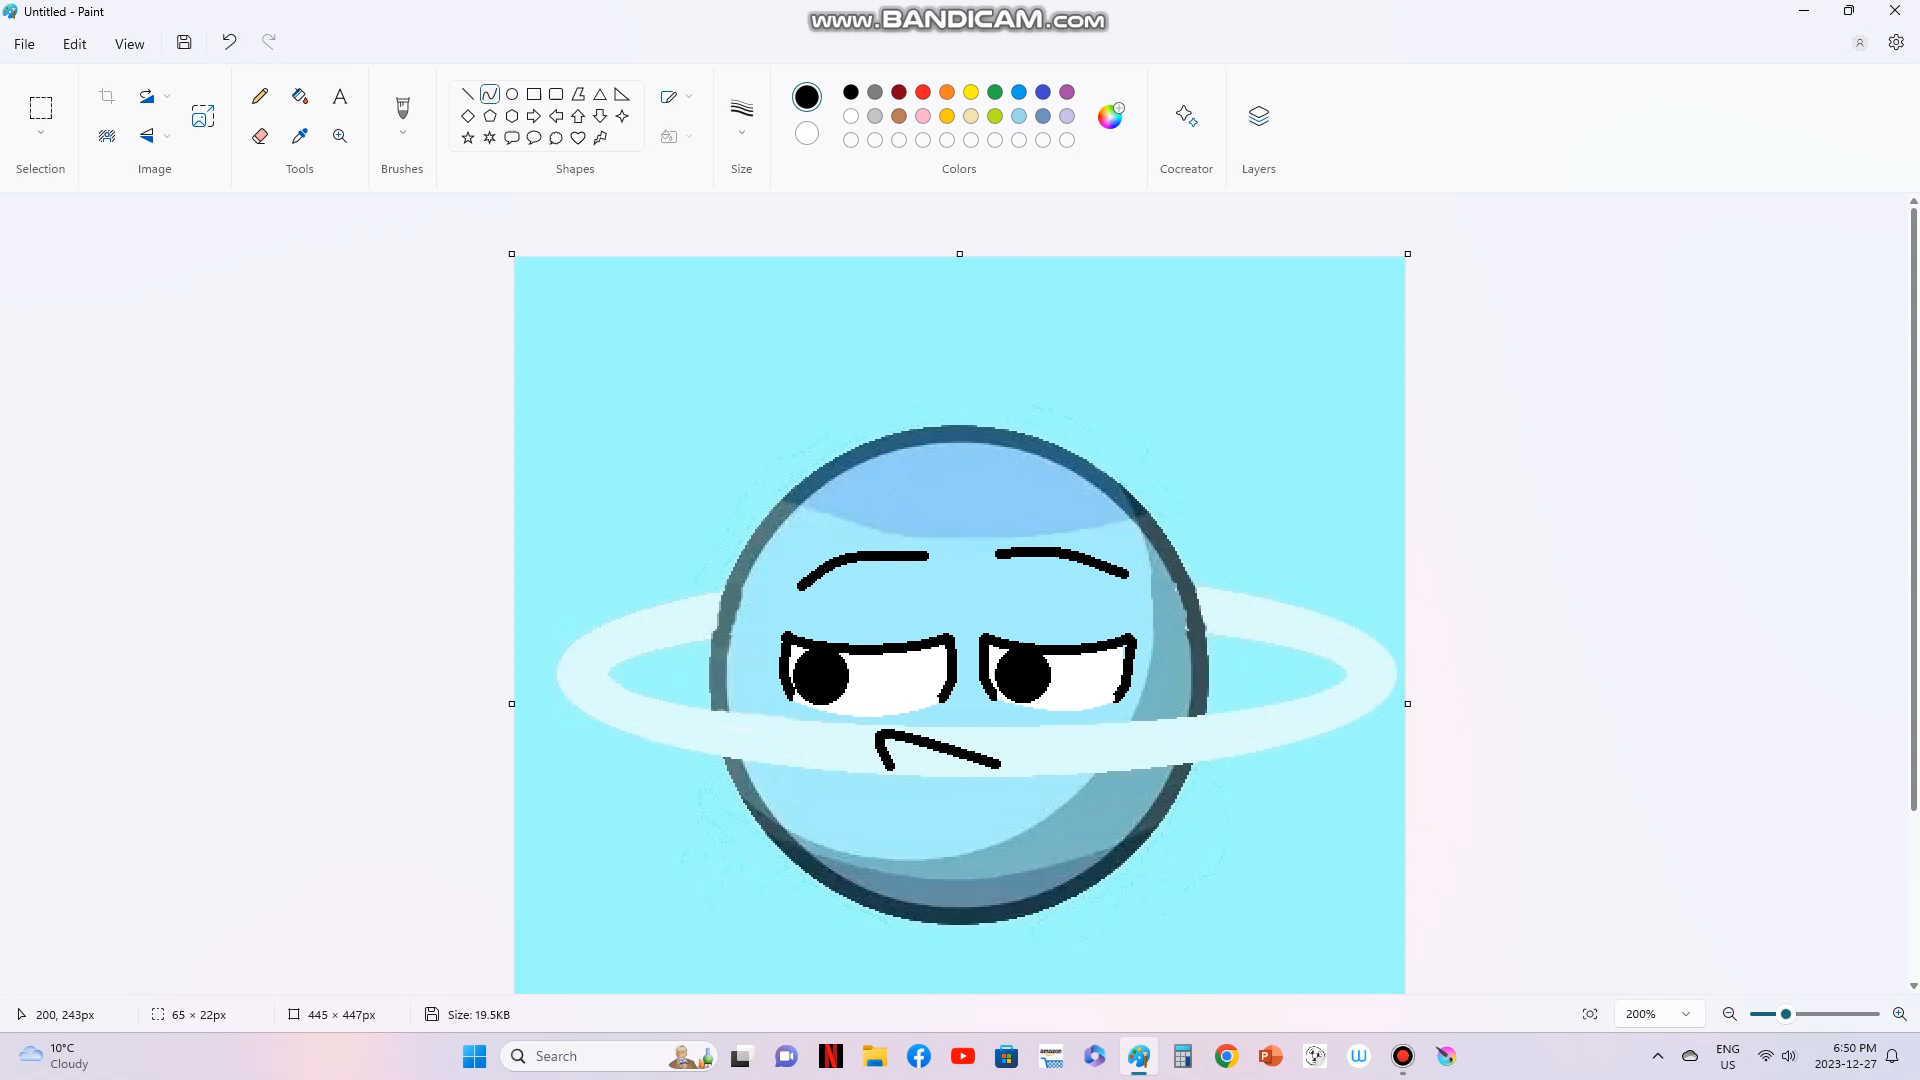 Untitled - Paint
www.BANDICAM.com
File Edit View
Selection Image Tools Brushes Shapes Size Colors Cocreator Layers
200, 243px 65 × 22px 445 × 447px Size: 19.5KB 200%
10°C
Cloudy
Search
amazon
ENG
US
6:50 PM
2023-12-27